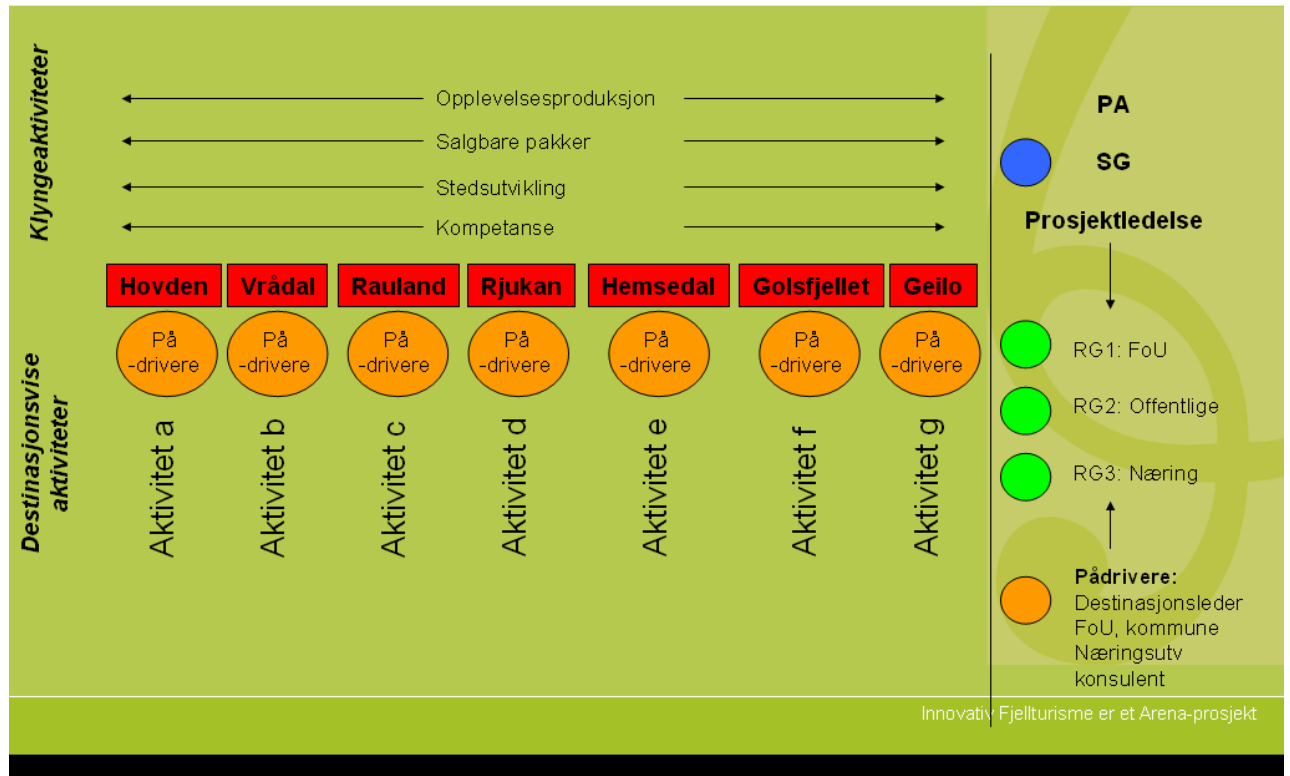 Klyngeaktiviteter
Opplevelsesproduksjon
Salgbare pakker
Stedsutvikling
Kompetanse
Hovden
Vrådal
Rauland
Rjukan
Hemsedal
Golsfjellet
Geilo
Destinasjonsvise
aktiviteter
På
-drivere
På
-drivere
På
-drivere
På
-drivere
På
-drivere
På
-drivere
På
-drivere
Aktivitet a
Aktivitet b
Aktivitet c
Aktivitet d
Aktivitet e
Aktivitet f
Aktivitet g
PA
SG
Prosjektledelse
RG1: FoU
RG2: Offentlige
RG3: Næring
Pådrivere:
Destinasjonsleder
FoU, kommune
Næringsutv
konsulent
Innovativ Fjellturisme er et Arena-prosjekt